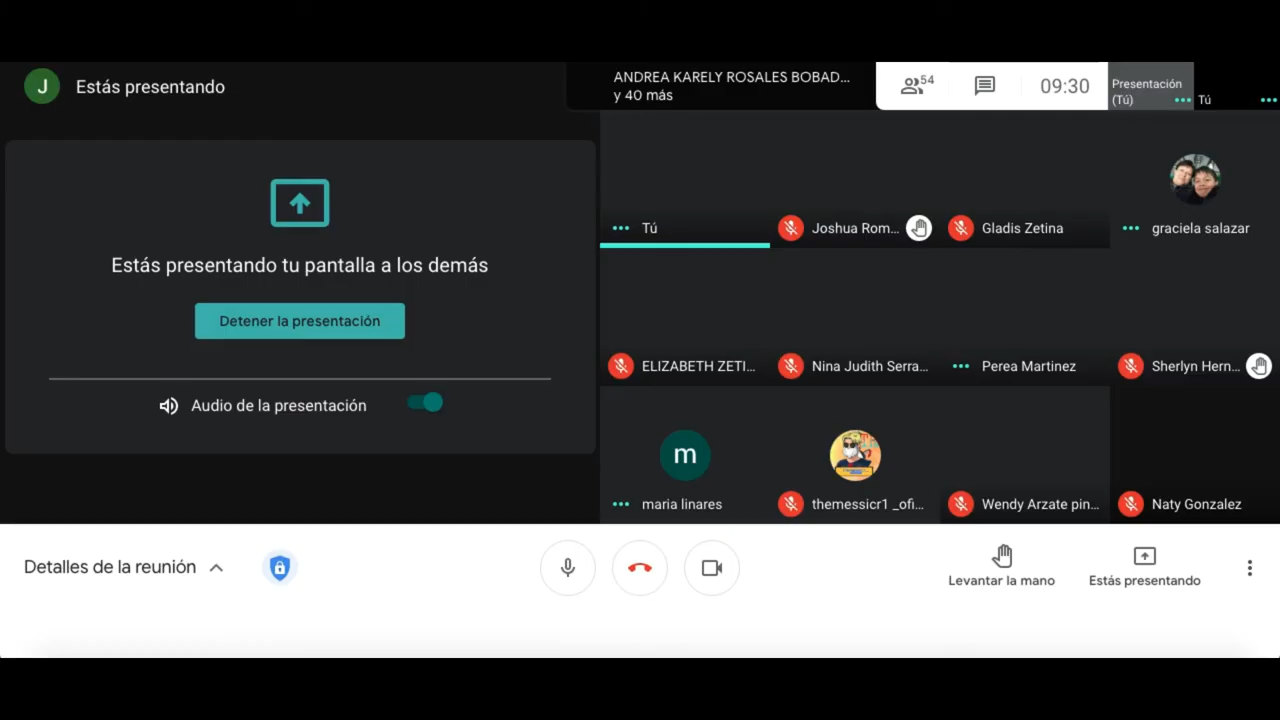 J
Estás presentando
ANDREA KARELY ROSALES BOBAD...
y 40 más
54
09:30
Presentación
(Tú)
Tú
Estás presentando tu pantalla a los demás
Detener la presentación
Audio de la presentación
Tú
Joshua Rom...
Gladis Zetina
graciela salazar
ELIZABETH ZETI...
Nina Judith Serra...
Perea Martinez
Sherlyn Hern...
m
maria linares
themessicr1 _ofi...
Wendy Arzate pin...
Naty Gonzalez
Detalles de la reunión
Levantar la mano
Estás presentando